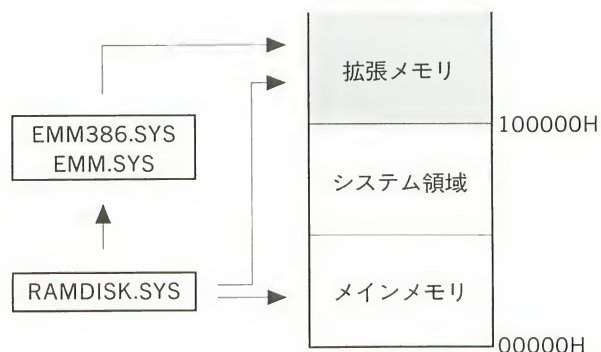 拡張メモリ
100000H
EMM386.SYS
EMM.SYS
システム領域
RAMDISK.SYS
メインメモリ
00000H